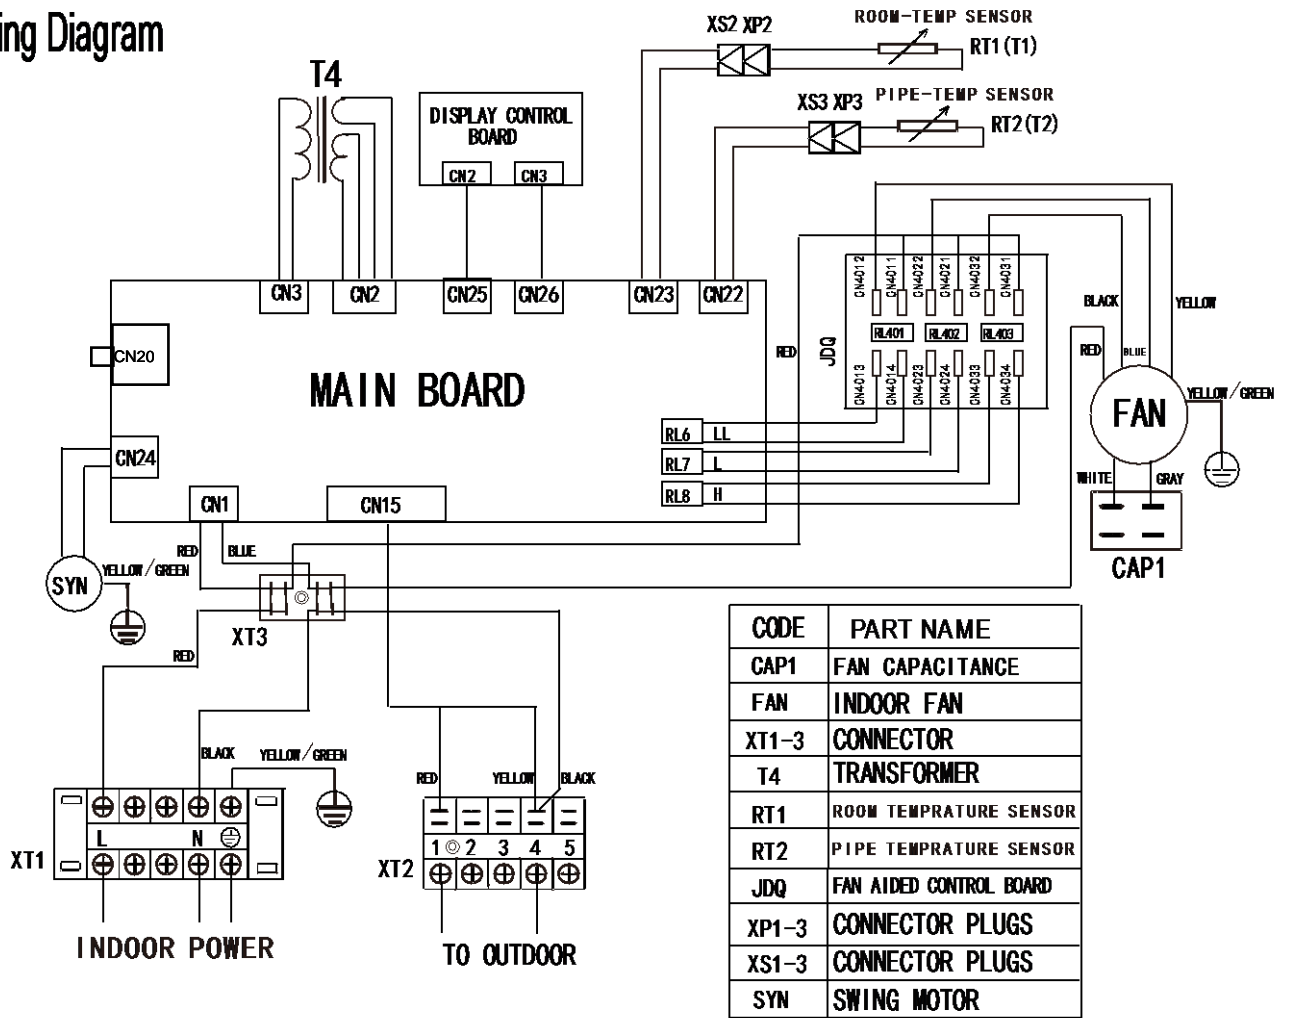 ing Diagram
XS2 XP2
ROOM-TEMP SENSOR
RT1(T1)
T4
DISPLAY CONTROL
BOARD
CN2
CN3
XS3 XP3
PIPE-TEMP SENSOR
RT2(T2)
CN3
CN2
CN25
CN26
CN23
CN22
CN20
MAIN BOARD
CN24
CN1
CN15
RL6
LL
RL7
L
RL8
H
RED
JDQ
CN4012
CN4011
CN4022
CN4021
CN4032
CN4031
RL401
RL402
RL403
CN4013
CN4014
CN4023
CN4024
CN4033
CN4034
BLACK
YELLOW
RED
BLUE
FAN
YELLOW/GREEN
WHITE
GRAY
CAP1
RED
BLUE
SYN
YELLOW/GREEN
XT3
RED
BLACK
YELLOW/GREEN
RED
YELLOW
BLACK
XT1
L
N
INDOOR POWER
XT2
1 2 3 4 5
TO OUTDOOR
CODE PART NAME
CAP1 FAN CAPACITANCE
FAN INDOOR FAN
XT1-3 CONNECTOR
T4 TRANSFORMER
RT1 ROOM TEMPRATURE SENSOR
RT2 PIPE TEMPRATURE SENSOR
JDQ FAN AIDED CONTROL BOARD
XP1-3 CONNECTOR PLUGS
XS1-3 CONNECTOR PLUGS
SYN SWING MOTOR